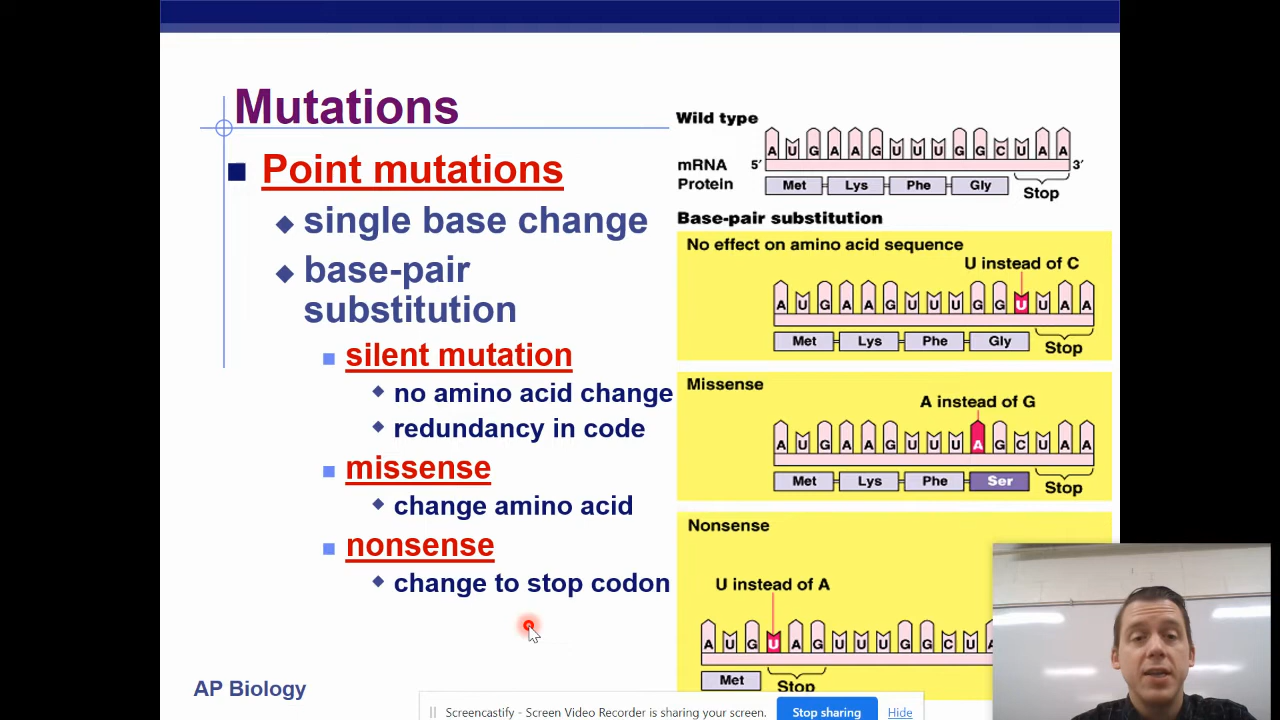 Mutations
Point mutations
single base change
base-pair
substitution
silent mutation
no amino acid change
redundancy in code
missense
change amino acid
nonsense
change to stop codon
AP Biology
Wild type
A U G A A G U U U G G C U A A
mRNA 5′ 3′
Protein Met Lys Phe Gly
Stop
Base-pair substitution
No effect on amino acid sequence
U instead of C
A U G A A G U U U G G U U A A
Met Lys Phe Gly
Stop
Missense
A instead of G
A U G A A G U U U A G C U A A
Met Lys Phe Ser
Stop
Nonsense
U instead of A
A U G U A G U U U G G C U A
Met
Stop
Screencastify - Screen Video Recorder is sharing your screen.
Stop sharing
Hide